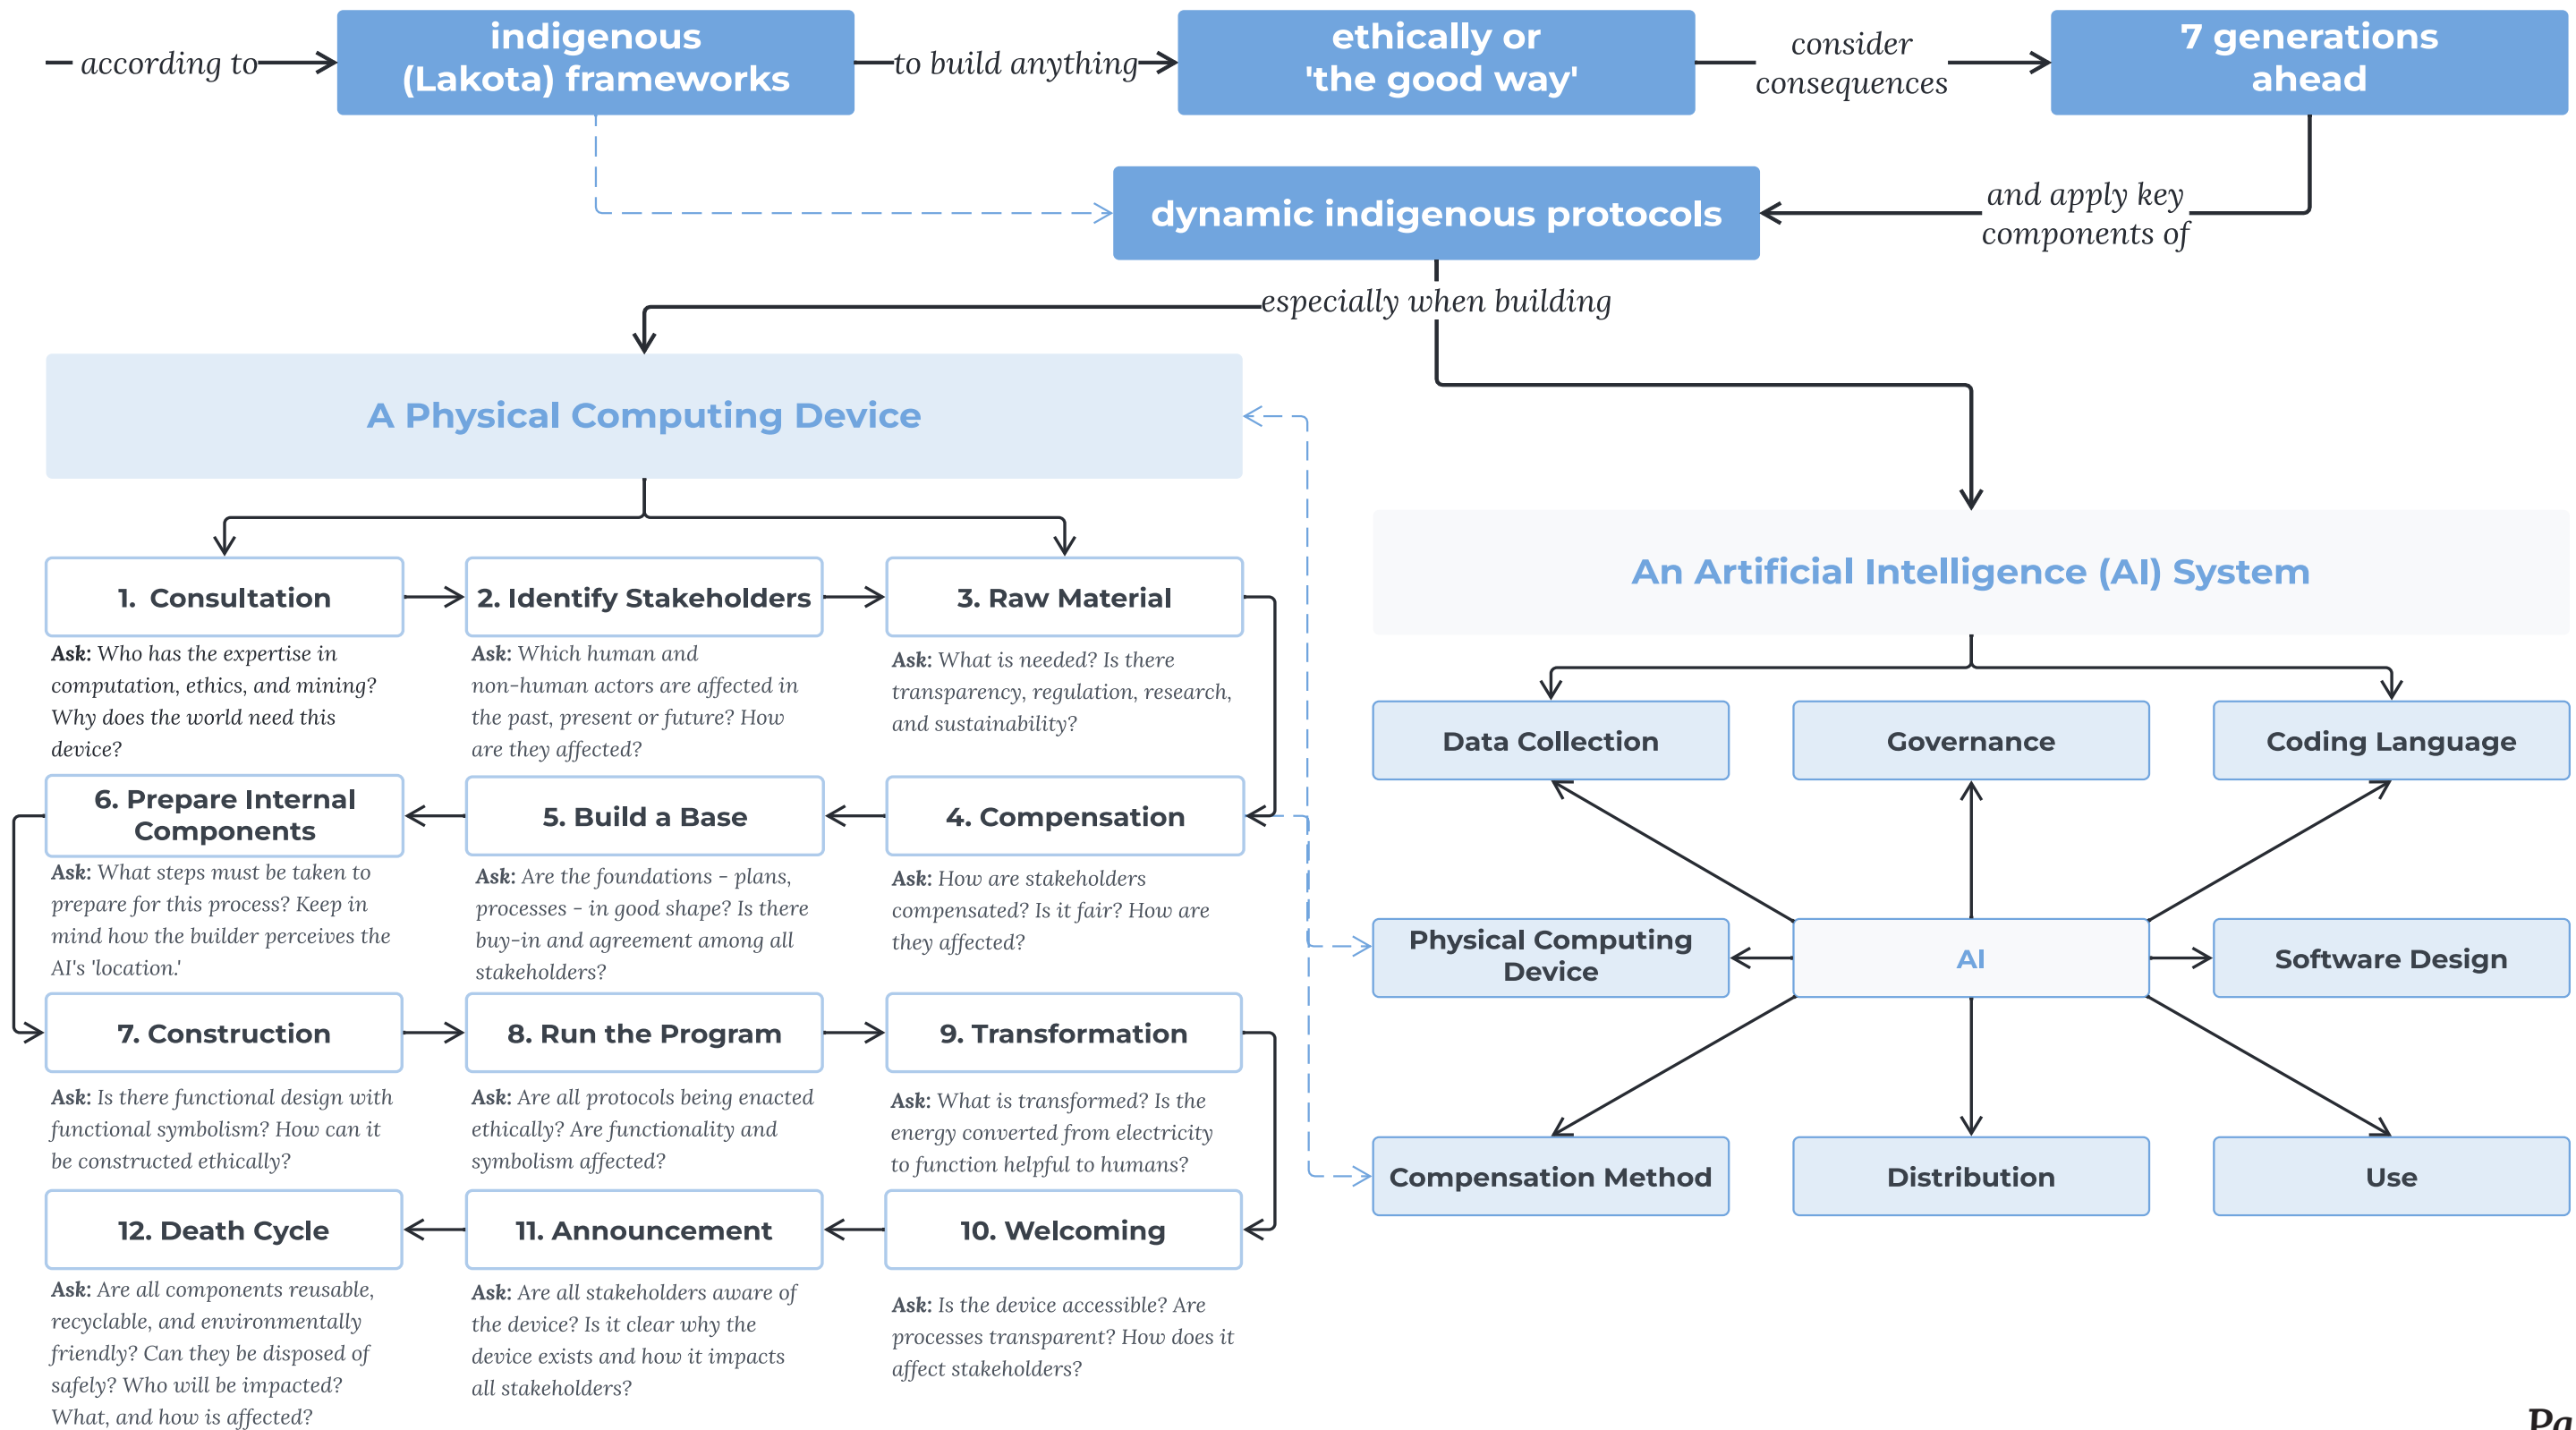 according to
indigenous
(Lakota) frameworks
to build anything
ethically or
'the good way'
consider
consequences
7 generations
ahead
and apply key
components of
dynamic indigenous protocols
especially when building
A Physical Computing Device
1. Consultation
Ask: Who has the expertise in
computation, ethics, and mining?
Why does the world need this
device?
2. Identify Stakeholders
Ask: Which human and
non-human actors are affected in
the past, present or future? How
are they affected?
3. Raw Material
Ask: What is needed? Is there
transparency, regulation, research,
and sustainability?
4. Compensation
Ask: How are stakeholders
compensated? Is it fair? How are
they affected?
5. Build a Base
Ask: Are the foundations - plans,
processes - in good shape? Is there
buy-in and agreement among all
stakeholders?
6. Prepare Internal
Components
Ask: What steps must be taken to
prepare for this process? Keep in
mind how the builder perceives the
AI's 'location.'
7. Construction
Ask: Is there functional design with
functional symbolism? How can it
be constructed ethically?
8. Run the Program
Ask: Are all protocols being enacted
ethically? Are functionality and
symbolism affected?
9. Transformation
Ask: What is transformed? Is the
energy converted from electricity
to function helpful to humans?
10. Welcoming
Ask: Is the device accessible? Are
processes transparent? How does it
affect stakeholders?
11. Announcement
Ask: Are all stakeholders aware of
the device? Is it clear why the
device exists and how it impacts
all stakeholders?
12. Death Cycle
Ask: Are all components reusable,
recyclable, and environmentally
friendly? Can they be disposed of
safely? Who will be impacted?
What, and how is affected?
An Artificial Intelligence (AI) System
Data Collection
Governance
Coding Language
Physical Computing
Device
AI
Software Design
Compensation Method
Distribution
Use